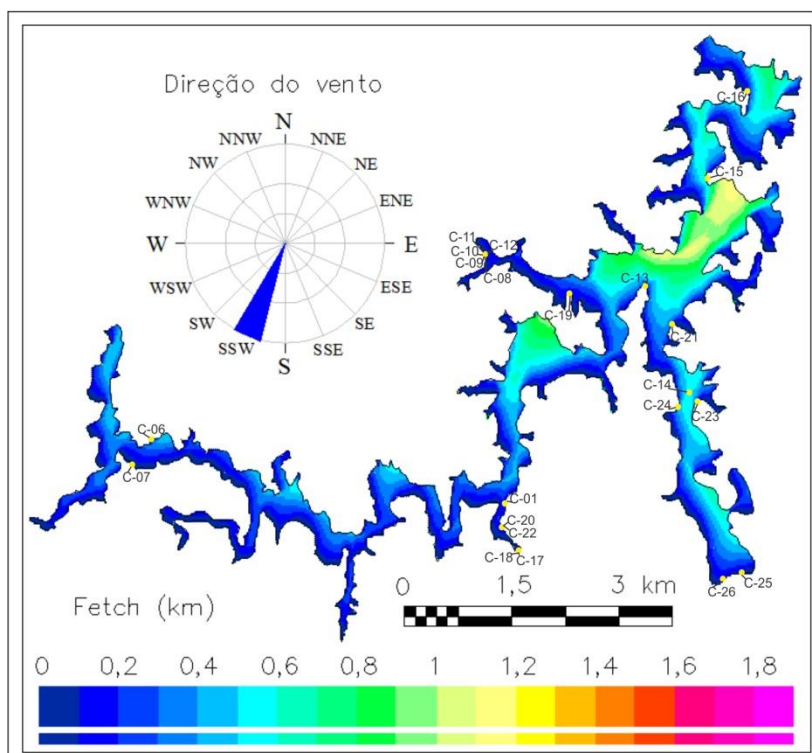 Direção do vento
N
NNW NNE
NW NE
WNW ENE
W E
WSW ESE
SW SE
SSW SSE
S
C-16
C-15
C-11
C-10 C-12
C-09
C-08
C-13
C-19
C-21
C-14
C-24 C-23
C-06
C-07
C-01
C-20
C-22
C-18 C-17
C-25
C-26
0 1,5 3 km
Fetch (km)
0 0,2 0,4 0,6 0,8 1 1,2 1,4 1,6 1,8